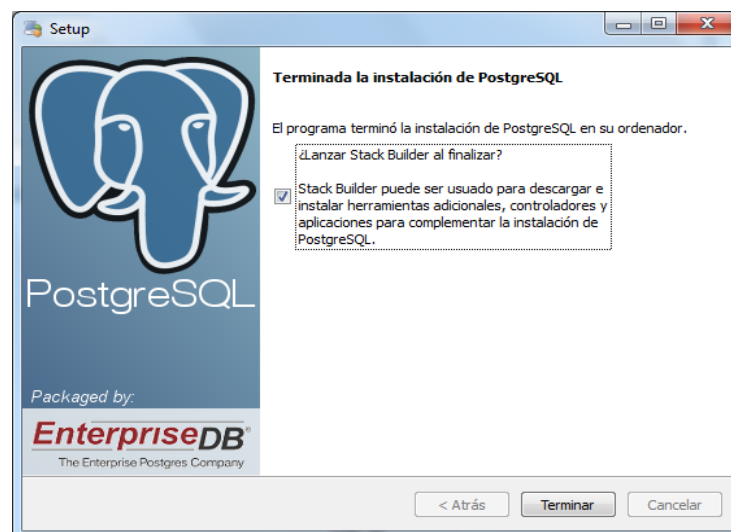 Setup
Terminada la instalación de PostgreSQL
El programa terminó la instalación de PostgreSQL en su ordenador.
¿Lanzar Stack Builder al finalizar?
Stack Builder puede ser usado para descargar e
instalar herramientas adicionales, controladores y
aplicaciones para complementar la instalación de
PostgreSQL.
PostgreSQL
Packaged by:
EnterpriseDB®
The Enterprise Postgres Company
< Atrás
Terminar
Cancelar